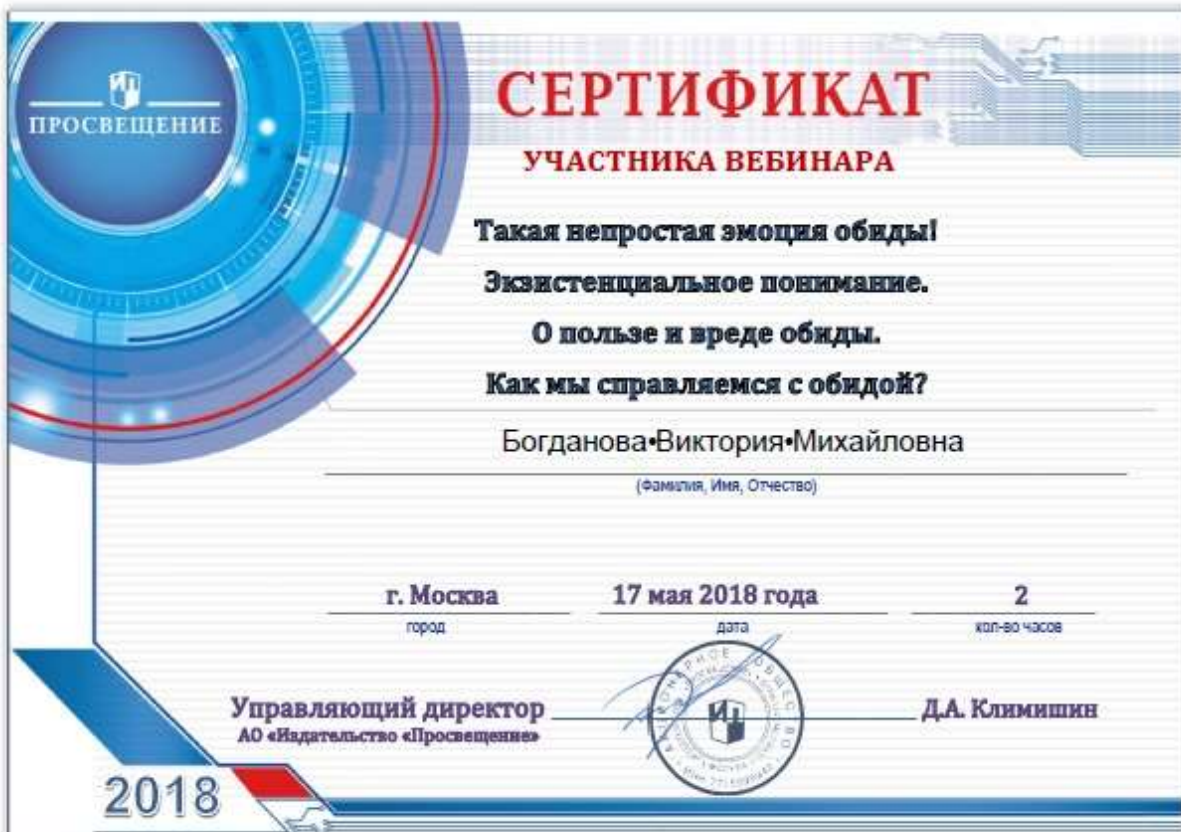 ПРОСВЕЩЕНИЕ
СЕРТИФИКАТ
УЧАСТНИКА ВЕБИНАРА
Такая непростая эмоция обиды!
Экзистенциальное понимание.
О пользе и вреде обиды.
Как мы справляемся с обидой?
Богданова•Виктория•Михайловна
(Фамилия, Имя, Отчество)
г. Москва 17 мая 2018 года 2
город дата кол-во часов
Управляющий директор Д.А. Климишин
АО «Издательство «Просвещение»
АКЦИОНЕРНОЕ ОБЩЕСТВО
2018